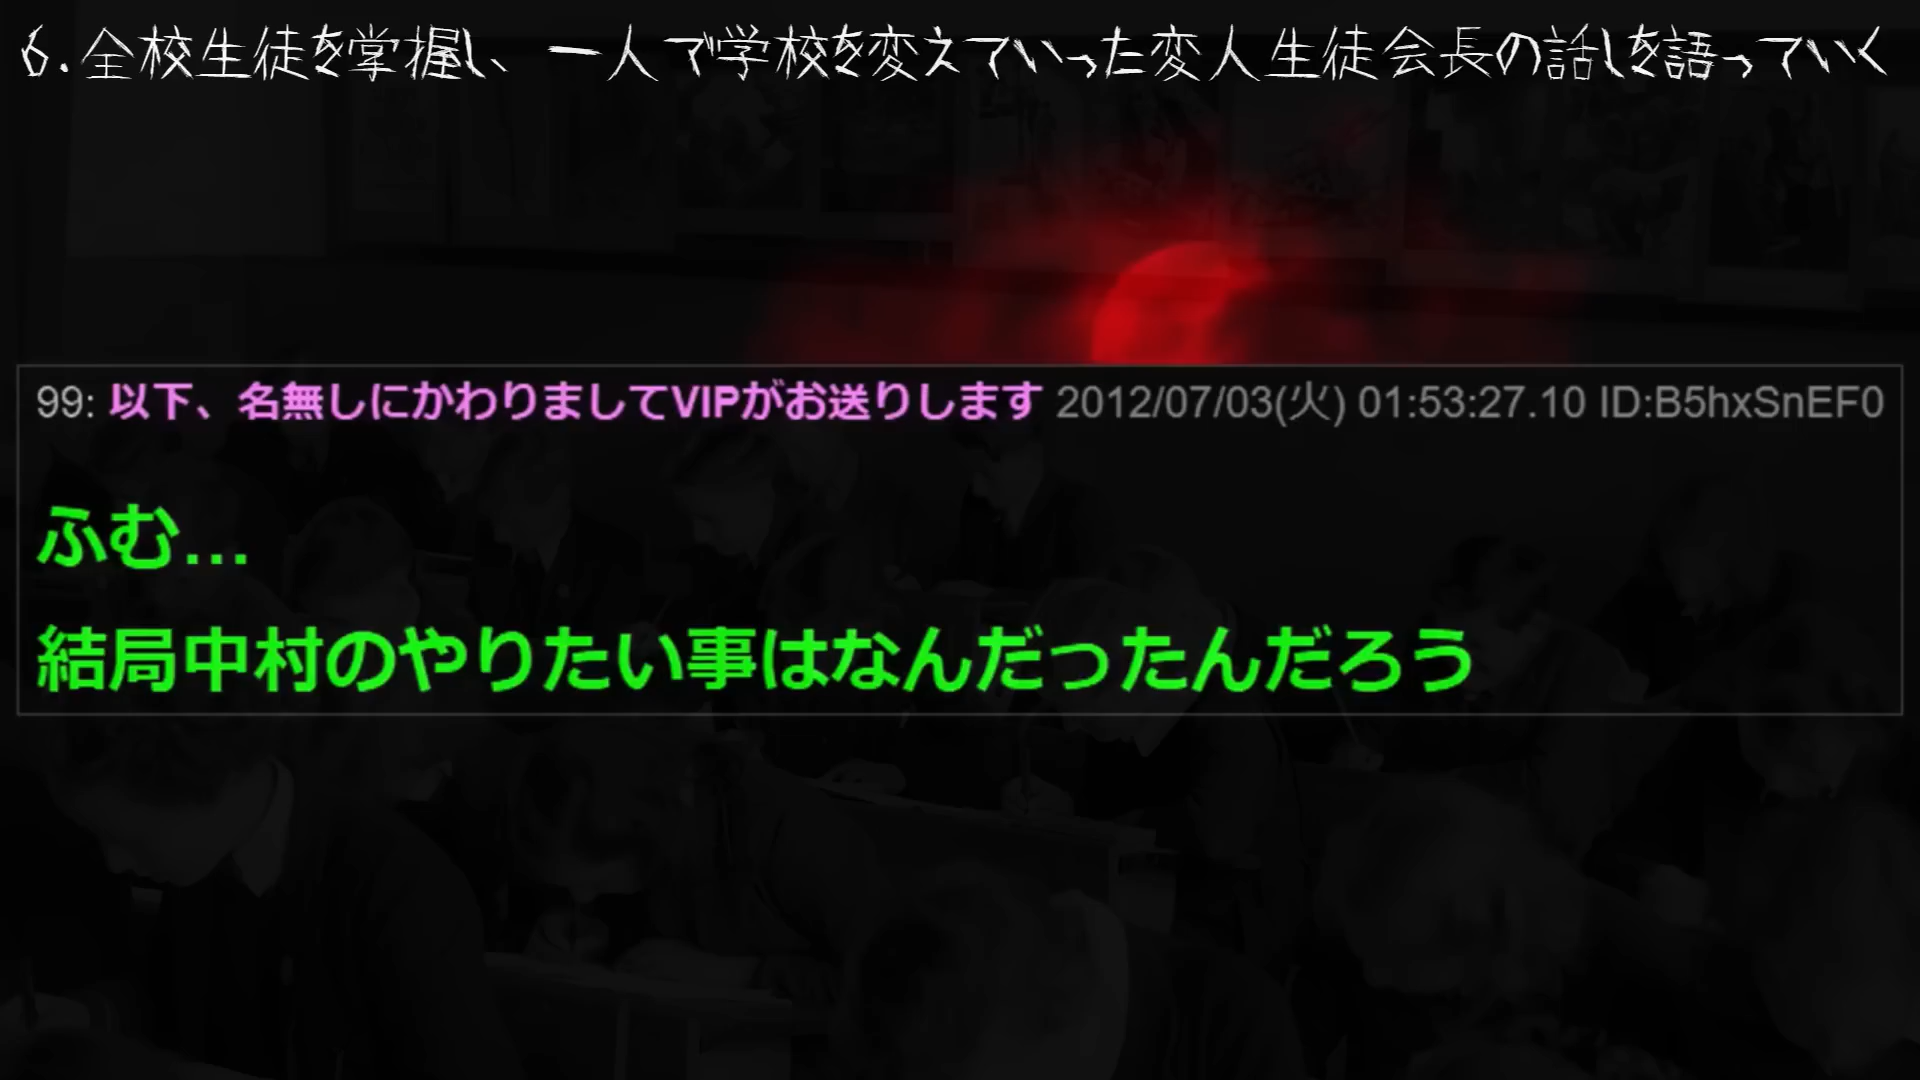 6.全校生徒を掌握し、一人で学校を変えていった変人生徒会長の話しを語っていく
99: 以下、名無しにかわりましてVIPがお送りします 2012/07/03(火) 01:53:27.10 ID:B5hxSnEF0
ふむ…
結局中村のやりたい事はなんだったんだろう